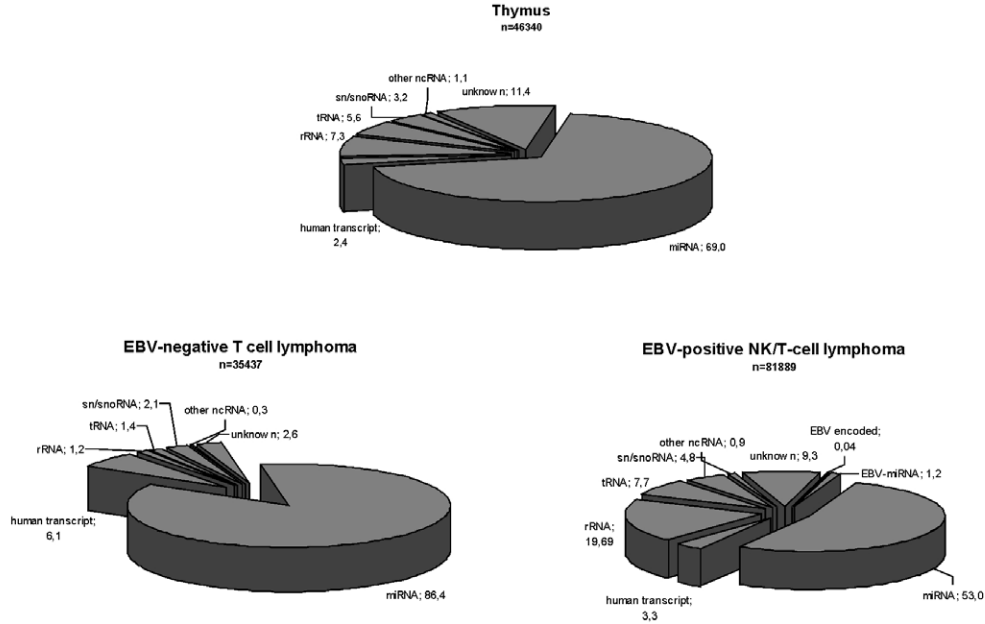 Thymus
n=46340
other ncRNA; 1,1
sn/snoRNA; 3,2
unknown; 11,4
tRNA; 5,6
rRNA; 7,3
human transcript;
2,4
miRNA; 69,0
EBV-negative T cell lymphoma
n=35437
sn/snoRNA; 2,1
other ncRNA; 0,3
tRNA; 1,4
unknown; 2,6
rRNA; 1,2
human transcript;
6,1
miRNA; 86,4
EBV-positive NK/T-cell lymphoma
n=81889
EBV encoded;
0,04
other ncRNA; 0,9
unknown; 9,3
sn/snoRNA; 4,8
EBV-miRNA; 1,2
tRNA; 7,7
rRNA;
19,69
human transcript;
3,3
miRNA; 53,0